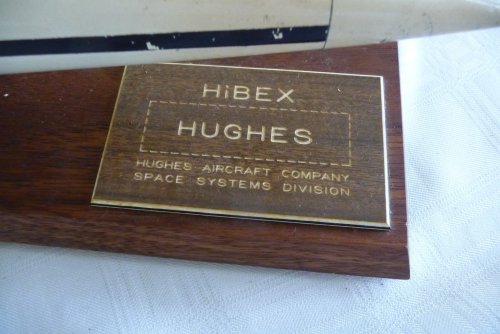 HiBEX
HUGHES
HUGHES AIRCRAFT COMPANY
SPACE SYSTEMS DIVISION